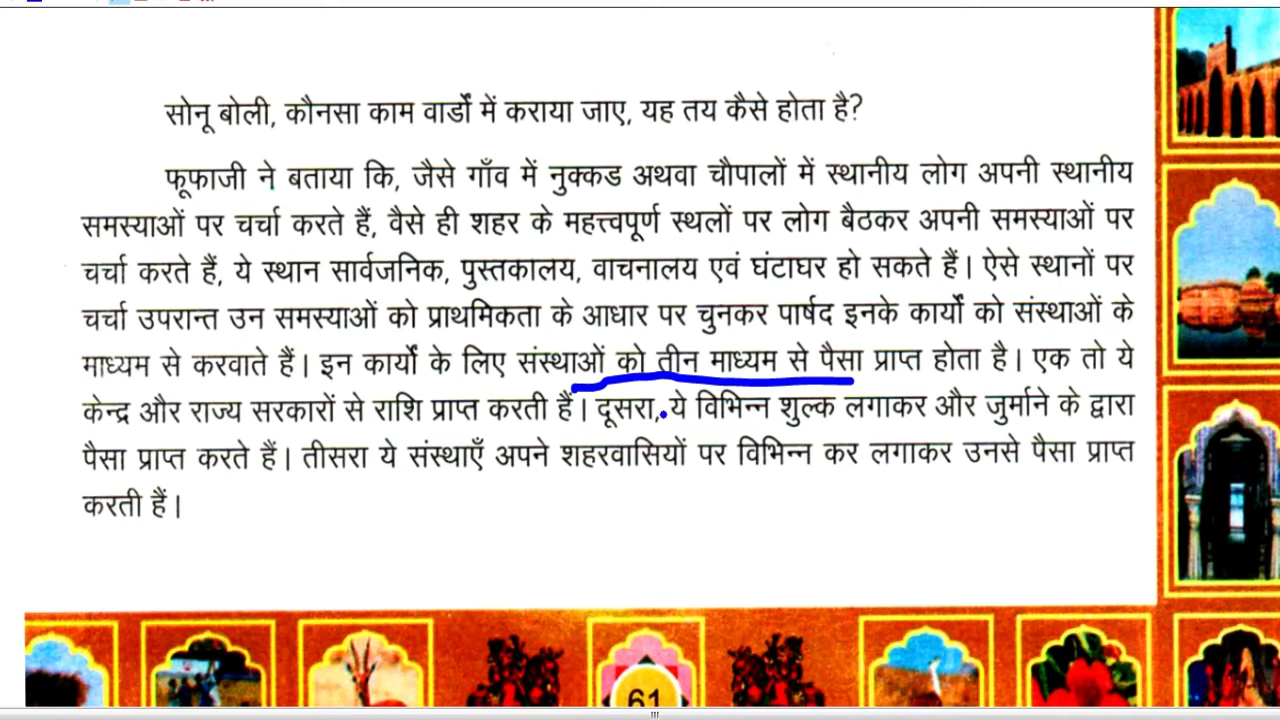 सोनू बोली, कौनसा काम वार्डों में कराया जाए, यह तय कैसे होता है?
फूफाजी ने बताया कि, जैसे गाँव में नुक्कड अथवा चौपालों में स्थानीय लोग अपनी स्थानीय
समस्याओं पर चर्चा करते हैं, वैसे ही शहर के महत्त्वपूर्ण स्थलों पर लोग बैठकर अपनी समस्याओं पर
चर्चा करते हैं, ये स्थान सार्वजनिक, पुस्तकालय, वाचनालय एवं घंटाघर हो सकते हैं। ऐसे स्थानों पर
चर्चा उपरान्त उन समस्याओं को प्राथमिकता के आधार पर चुनकर पार्षद इनके कार्यों को संस्थाओं के
माध्यम से करवाते हैं। इन कार्यों के लिए संस्थाओं को तीन माध्यम से पैसा प्राप्त होता है। एक तो ये
केन्द्र और राज्य सरकारों से राशि प्राप्त करती हैं। दूसरा, ये विभिन्न शुल्क लगाकर और जुर्माने के द्वारा
पैसा प्राप्त करते हैं। तीसरा ये संस्थाएँ अपने शहरवासियों पर विभिन्न कर लगाकर उनसे पैसा प्राप्त
करती हैं।
61